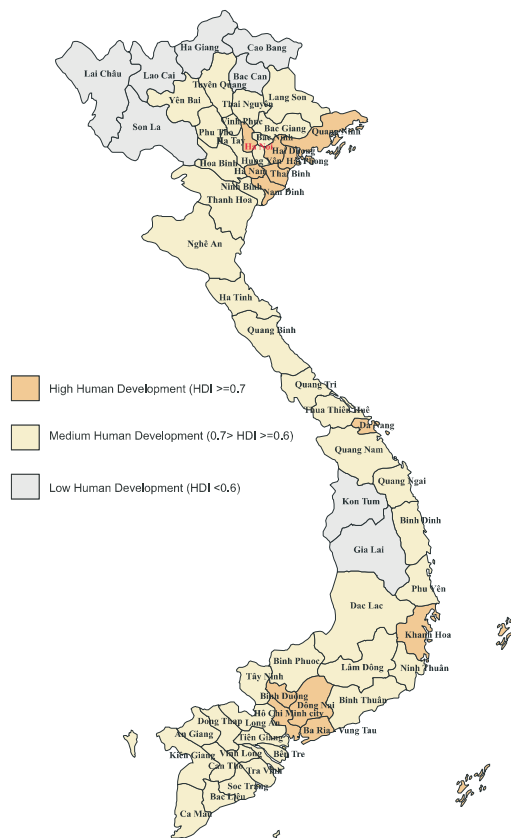 Ha Giang
Cao Bang
Lai Châu
Lao Cai
Bac Can
Tuyên Quang
Lang Son
Yên Bai
Thai Nguyên
Son La
Vinh Phuc
Phu Tho
Bac Giang
Quang Ninh
Bac Ninh
Ha Tay
Ha Noi
Hai Duong
Hoa Binh
Hung Yên
Hai Phong
Ha Nam
Thai Binh
Ninh Binh
Nam Dinh
Thanh Hoa
Nghê An
Ha Tinh
Quang Binh
High Human Development (HDI >=0.7
Quang Tri
Thua Thiên Huê
Da Nang
Medium Human Development (0.7> HDI >=0.6)
Quang Nam
Quang Ngai
Low Human Development (HDI <0.6)
Kon Tum
Binh Dinh
Gia Lai
Phu Yên
Dac Lac
Khanh Hoa
Binh Phuoc
Lâm Dông
Ninh Thuân
Tây Ninh
Binh Duong
Dông Nai
Binh Thuân
Hô Chi Minh city
Dong Thap
Long An
An Giang
Tiên Giang
Ba Ria - Vung Tau
Kiên Giang
Vinh Long
Bên Tre
Can Tho
Tra Vinh
Soc Trang
Bac Liêu
Ca Mau